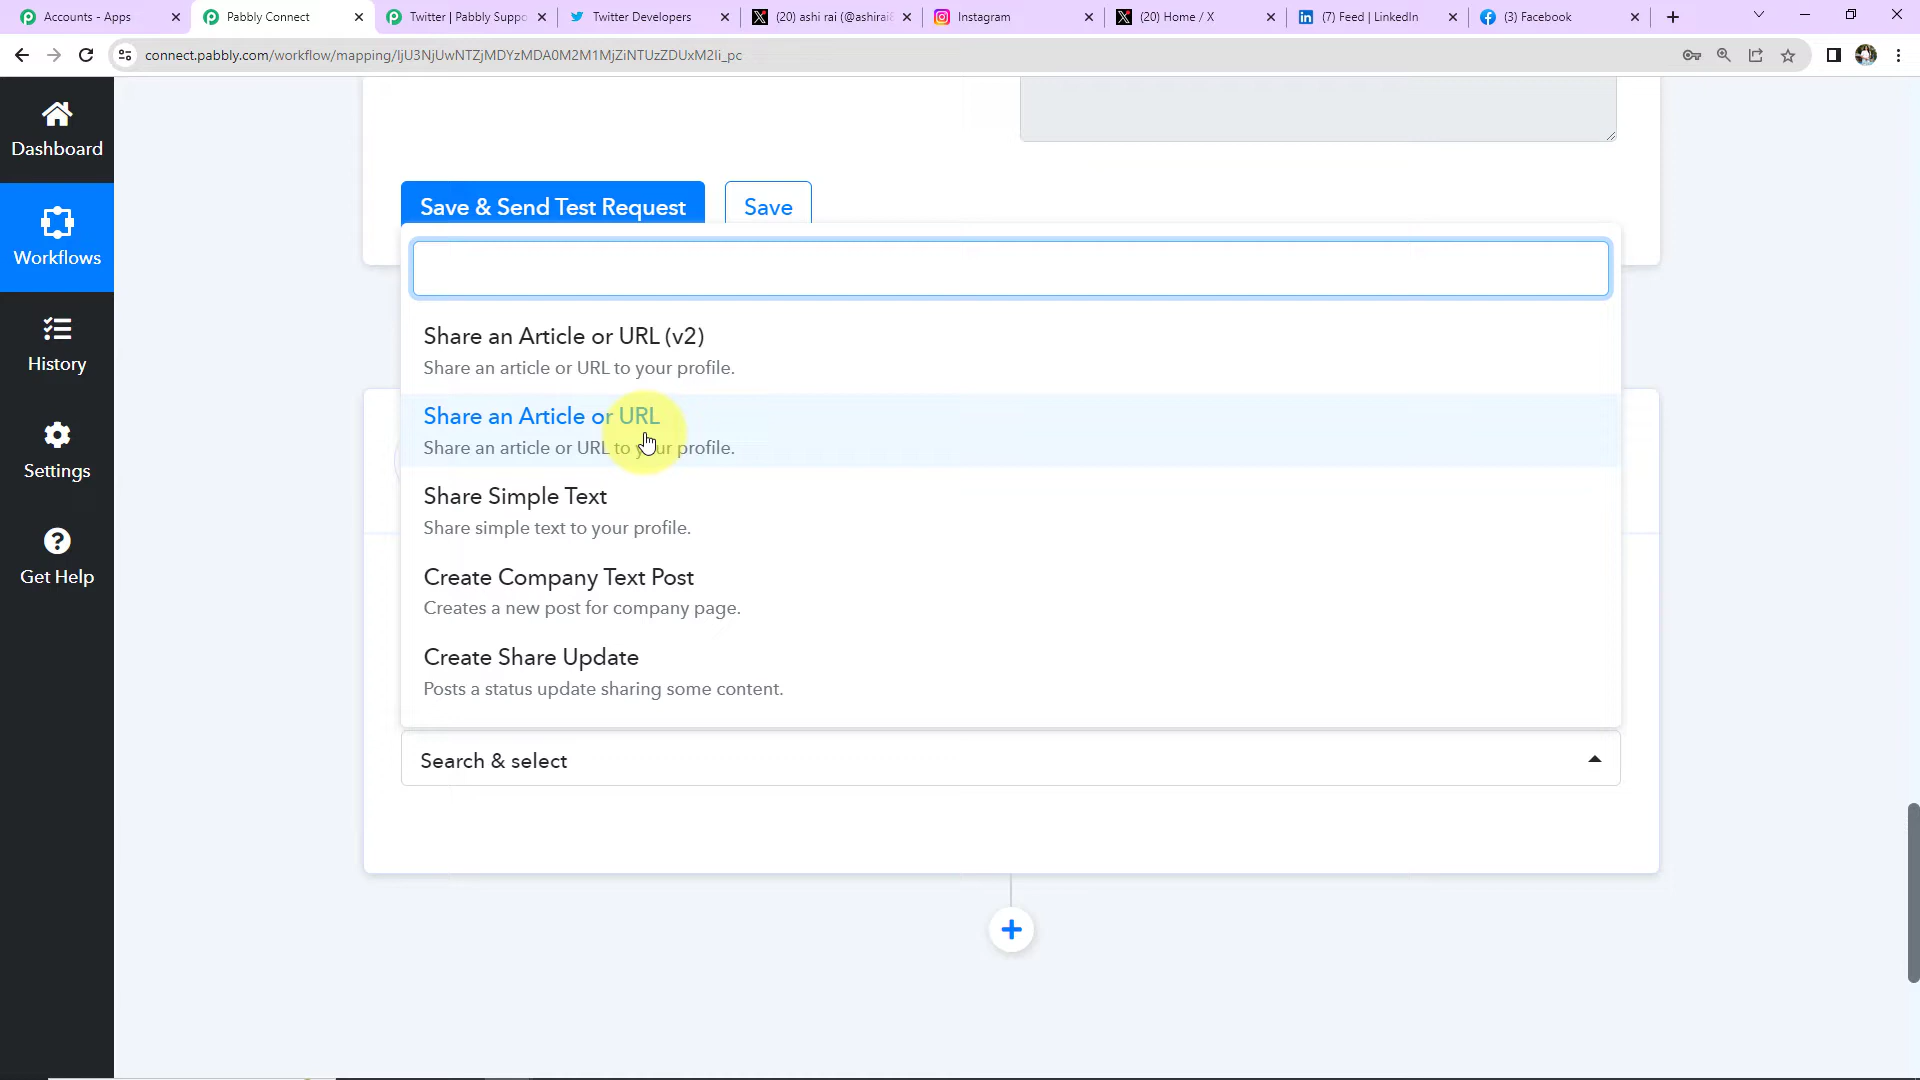 Accounts - Apps
Pabbly Connect
Twitter | Pabbly Suppo
Twitter Developers
(20) ashi rai (@ashirai
Instagram
(20) Home / X
(7) Feed | LinkedIn
(3) Facebook
connect.pabbly.com/workflow/mapping/IjU3NjUwNTZjMDYzMDA0M2M1MjZiNTUzZDUxM2Ii_pc
Dashboard
Workflows
History
Settings
Get Help
Save & Send Test Request
Save
Share an Article or URL (v2)
Share an article or URL to your profile.
Share an Article or URL
Share an article or URL to your profile.
Share Simple Text
Share simple text to your profile.
Create Company Text Post
Creates a new post for company page.
Create Share Update
Posts a status update sharing some content.
Search & select